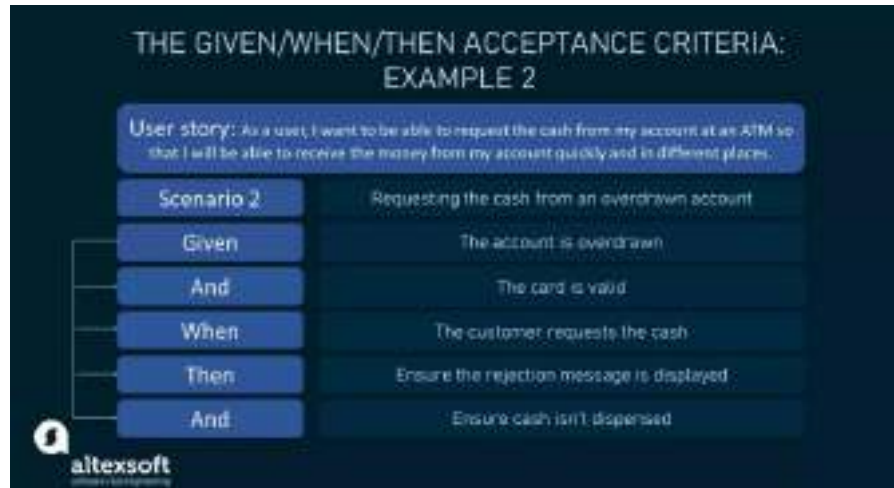 THE GIVEN/WHEN/THEN ACCEPTANCE CRITERIA:
EXAMPLE 2
User story: As a user, I want to be able to request the cash from my account at an ATM so
that I will be able to receive the money from my account quickly and in different places.
Scenario 2 Requesting the cash from an overdrawn account
Given The account is overdrawn
And The card is valid
When The customer requests the cash
Then Ensure the rejection message is displayed
And Ensure cash isn't dispensed
altexsoft
software r&d engineering